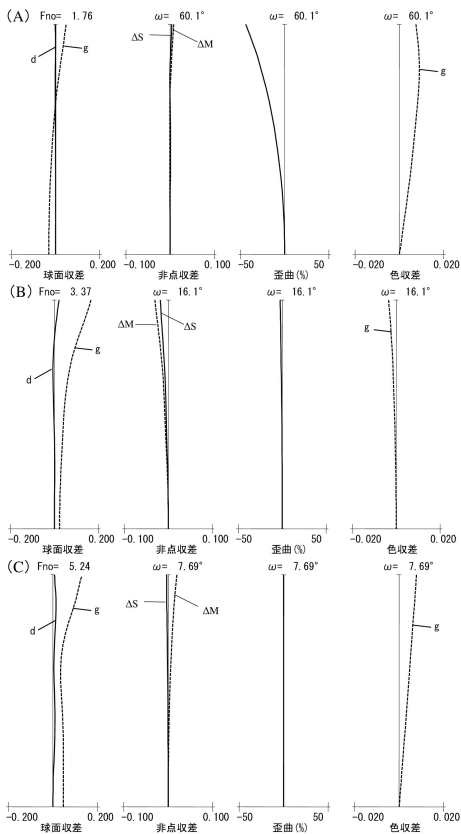 (A) Fno= 1.76 ω= 60.1° ω= 60.1° ω= 60.1°
d g ΔS ΔM g
-0.200 0.200 -0.100 0.100 -50 50 -0.020 0.020
球面収差 非点収差 歪曲(%) 色収差
(B) Fno= 3.37 ω= 16.1° ω= 16.1° ω= 16.1°
d g ΔM ΔS g
-0.200 0.200 -0.100 0.100 -50 50 -0.020 0.020
球面収差 非点収差 歪曲(%) 色収差
(C) Fno= 5.24 ω= 7.69° ω= 7.69° ω= 7.69°
d g ΔS ΔM g
-0.200 0.200 -0.100 0.100 -50 50 -0.020 0.020
球面収差 非点収差 歪曲(%) 色収差